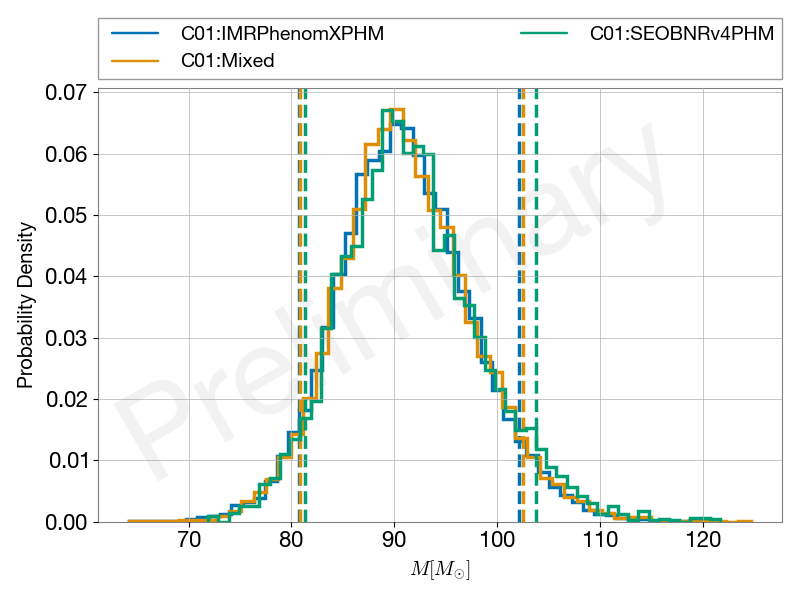 C01:IMRPhenomXPHM
C01:Mixed
C01:SEOBNRv4PHM
Preliminary
Probability Density
0.07
0.06
0.05
0.04
0.03
0.02
0.01
0.00
70 80 90 100 110 120
M[M⊙]